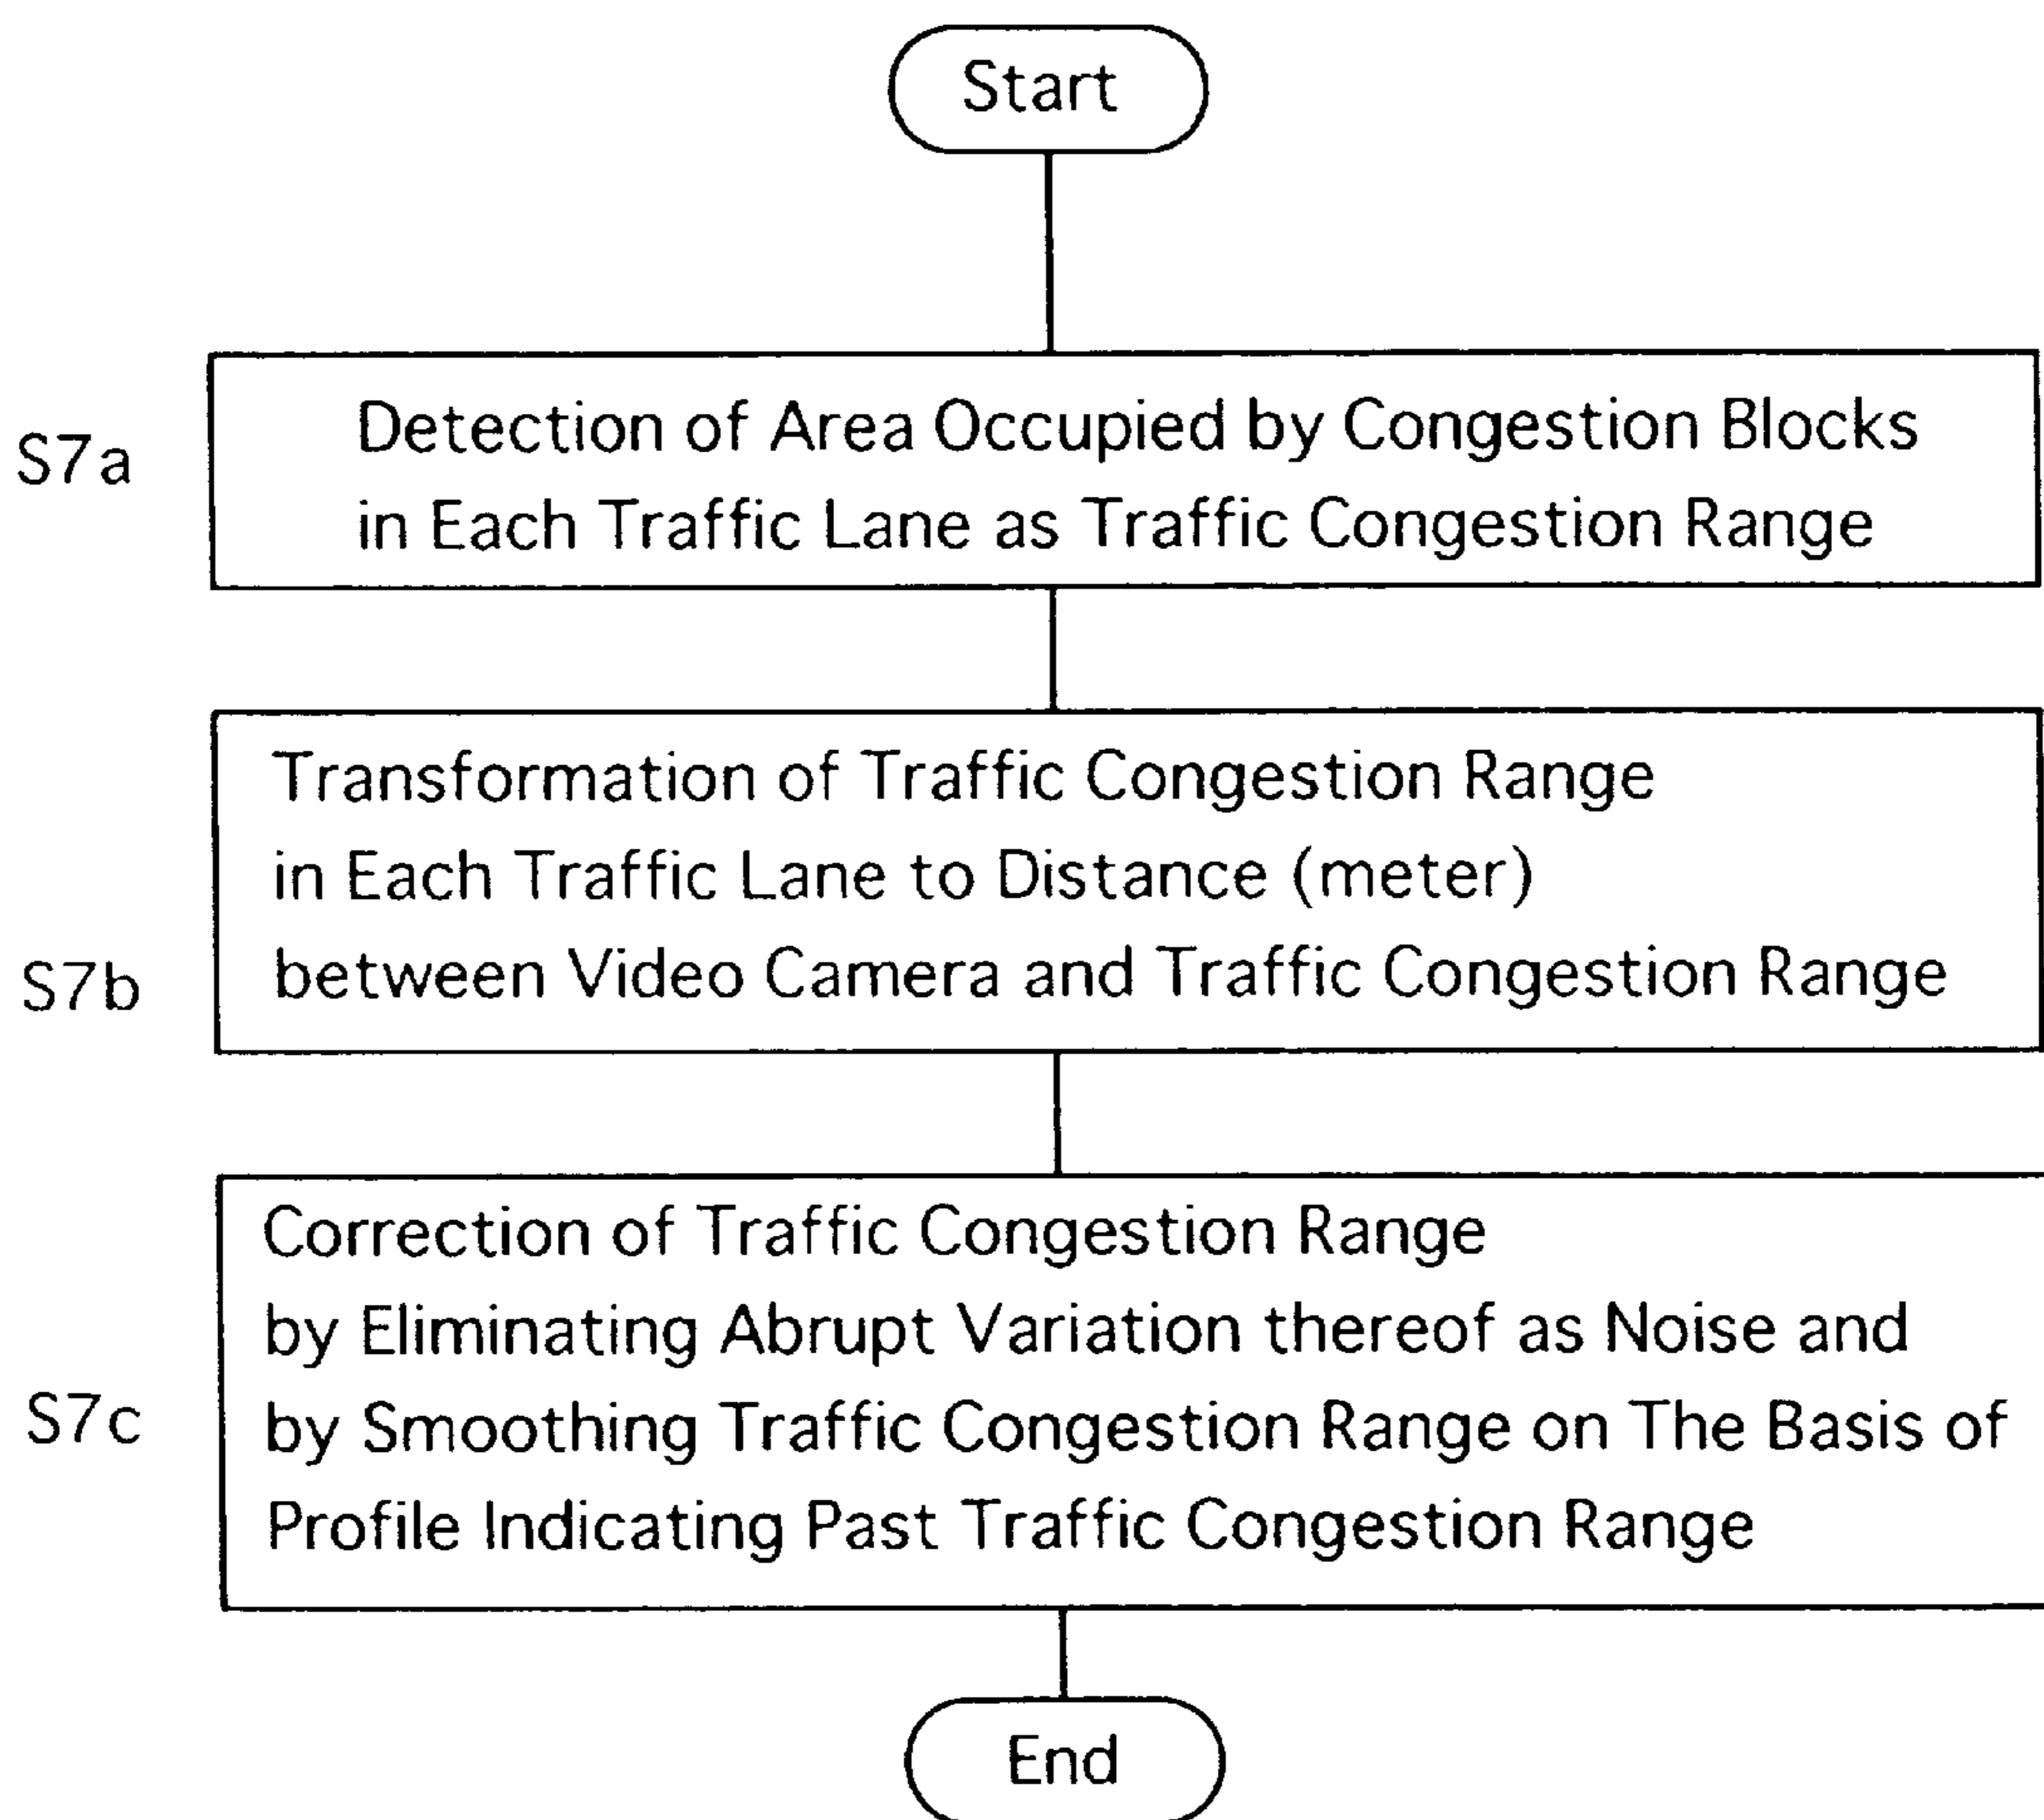 Start
S7a
Detection of Area Occupied by Congestion Blocks
in Each Traffic Lane as Traffic Congestion Range
Transformation of Traffic Congestion Range
in Each Traffic Lane to Distance (meter)
S7b
between Video Camera and Traffic Congestion Range
Correction of Traffic Congestion Range
by Eliminating Abrupt Variation thereof as Noise and
S7c
by Smoothing Traffic Congestion Range on The Basis of
Profile Indicating Past Traffic Congestion Range
End